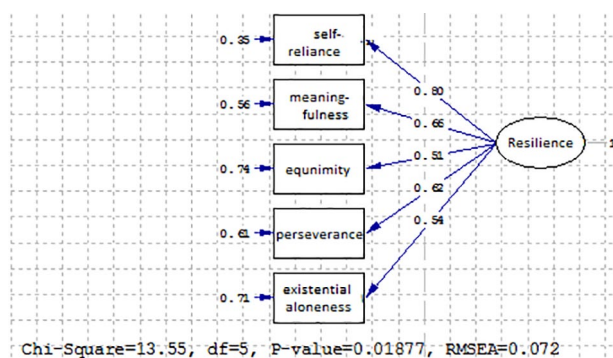 self-
reliance
0.35
0.80
meaning-
fulness
0.56
0.66
equnimity
0.74
0.51
Resilience
perseverance
0.61
0.62
existential
aloneness
0.71
0.54
Chi-Square=13.55, df=5, P-value=0.01877, RMSEA=0.072